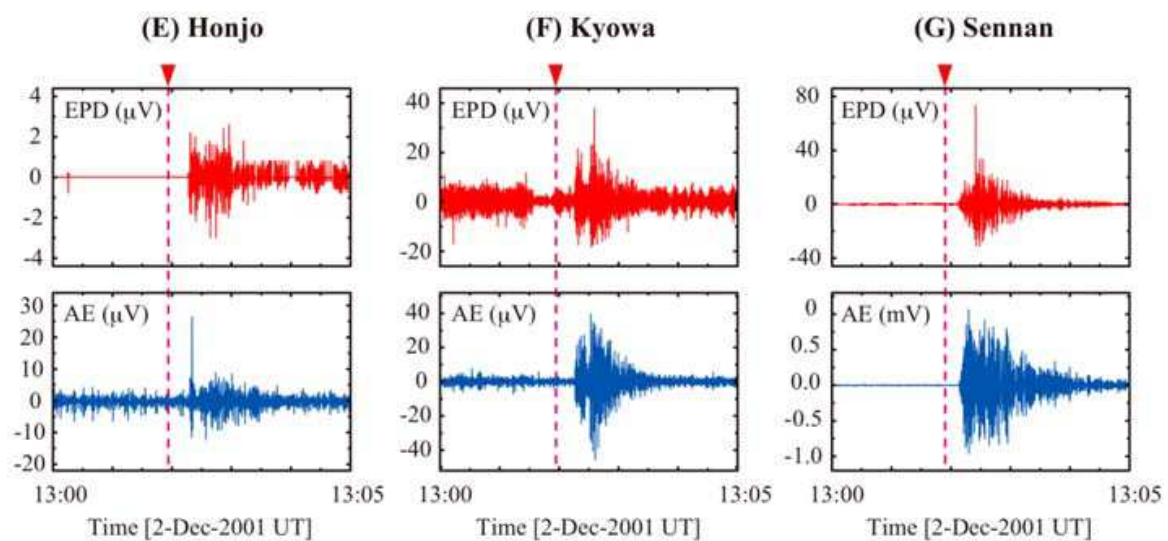 (E) Honjo
(F) Kyowa
(G) Sennan
EPD (μV)
4
2
0
-2
-4
EPD (μV)
40
20
0
-20
EPD (μV)
80
40
0
-40
AE (μV)
30
20
10
0
-10
-20
AE (μV)
40
20
0
-20
-40
AE (mV)
0
0.5
0.0
-0.5
-1.0
13:00 13:05
13:00 13:05
13:00 13:05
Time [2-Dec-2001 UT]
Time [2-Dec-2001 UT]
Time [2-Dec-2001 UT]